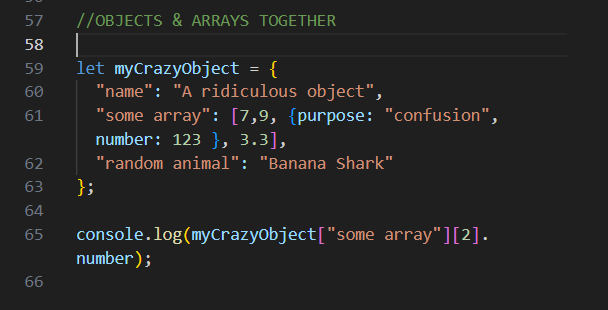 57 //OBJECTS & ARRAYS TOGETHER
58
59 let myCrazyObject = {
60 "name": "A ridiculous object",
61 "some array": [7,9, {purpose: "confusion",
number: 123 }, 3.3],
62 "random animal": "Banana Shark"
63 };
64
65 console.log(myCrazyObject["some array"][2].
number);
66